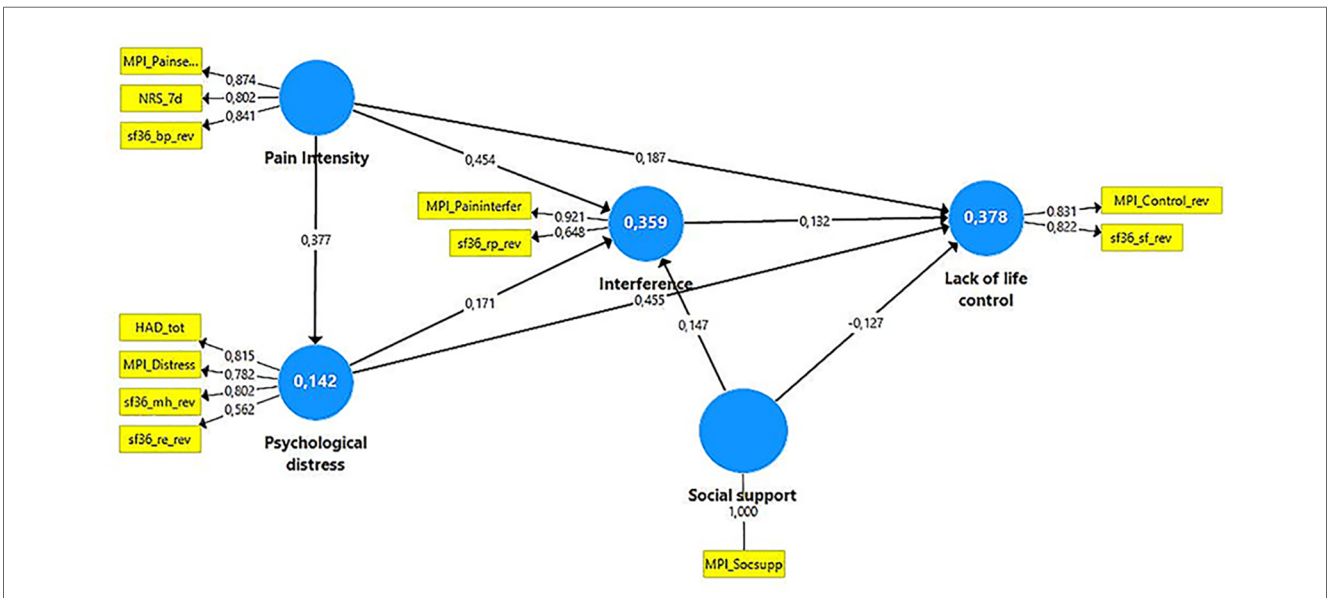 MPI_Painse...
NRS_7d
sf36_bp_rev
0,874
0,802
0,841
Pain Intensity
0,454
0,187
0,377
MPI_Paininterfer
sf36_rp_rev
0,921
0,648
0,359
Interference
0,132
0,378
Lack of life
control
0,831
0,822
MPI_Control_rev
sf36_sf_rev
0,171
0,455
0,147
-0,127
HAD_tot
MPI_Distress
sf36_mh_rev
sf36_re_rev
0,815
0,782
0,802
0,562
0,142
Psychological
distress
Social support
1,000
MPI_Socsupp